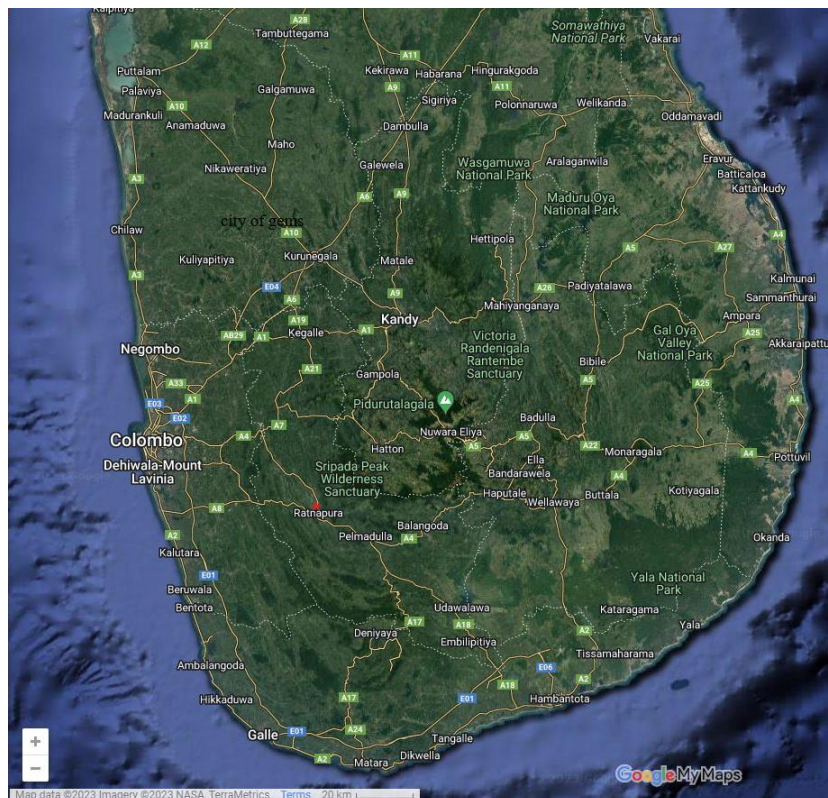 Kalpitiya
A28
Somawathiya
National Park
Vakarai
A12
Tambuttegama
A11
Puttalam
Kekirawa
Habarana
Hingurakgoda
Palaviya
Galgamuwa
A9
A11
Sigiriya
Polonnaruwa
Welikanda
A10
Madurankuli
Anamaduwa
Dambulla
Oddamavadi
Maho
Galewela
Wasgamuwa
National Park
Aralaganwila
Eravur
Nikaweratiya
Batticaloa
A3
A6
A9
Maduru Oya
National Park
Kattankudy
city of gems
Chilaw
A10
Hettipola
A4
A5
A27
Kuliyapitiya
Kurunegala
Matale
A3
E04
Kalmunai
A6
A9
A26
Padiyatalawa
Sammanthurai
Mahiyanganaya
A19
Kandy
Ampara
AB29
A1
Kegalle
A1
Victoria
Randenigala
Rantembe
Sanctuary
Gal Oya
Valley
National Park
A25
Negombo
Akkaraipattu
A21
Gampola
Bibile
A33
A5
A25
E03
A1
Pidurutalagala
A4
E02
Badulla
Colombo
A4
A7
Nuwara Eliya
A5
A5
A22
Hatton
Monaragala
A4
Pottuvil
Dehiwala-Mount
Lavinia
Sripada Peak
Wilderness
Sanctuary
Ella
Bandarawela
A4
Haputale
Buttala
Kotiyagala
Wellawaya
A8
Ratnapura
Balangoda
A2
Pelmadulla
A4
Okanda
Kalutara
E01
Yala National
Park
Beruwala
Bentota
Udawalawa
Kataragama
A17
A18
Yala
Deniyaya
Embilipitiya
A2
Tissamaharama
Ambalangoda
E06
A2
Hikkaduwa
A17
E01
A18
Hambantota
Galle
E01
A24
Tangalle
A2
Matara
Dikwella
+
−
Google My Maps
Map data ©2023 Imagery ©2023 NASA, TerraMetrics Terms 20 km